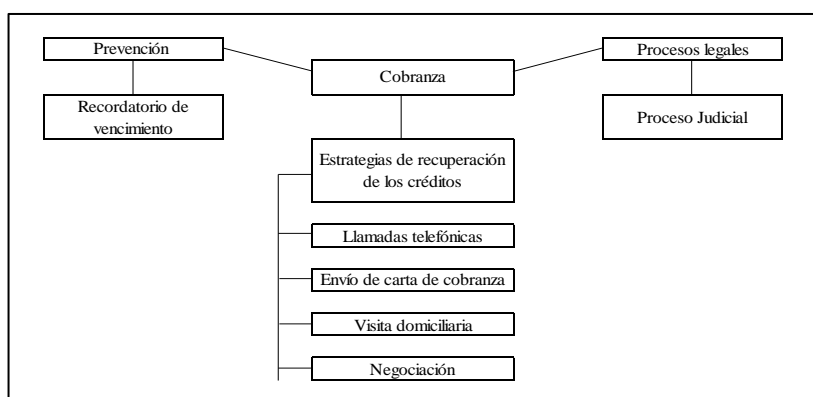 Prevención
Procesos legales
Cobranza
Recordatorio de
vencimiento
Proceso Judicial
Estrategias de recuperación
de los créditos
Llamadas telefónicas
Envío de carta de cobranza
Visita domiciliaria
Negociación